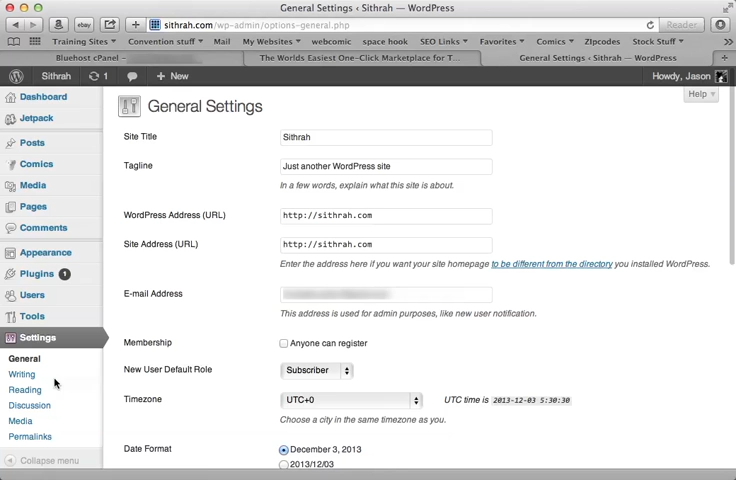 General Settings ‹ Sithrah — WordPress
sithrah.com/wp-admin/options-general.php
Reader
Training Sites Convention stuff Mail My Websites webcomic space hook SEO Links Favorites Comics Zipcodes Stock Stuff
Bluehost cPanel –
The Worlds Easiest One-Click Marketplace for T...
General Settings ‹ Sithrah — WordPress
Sithrah 1 + New Howdy, Jason
Help
Dashboard
Jetpack
Posts
Comics
Media
Pages
Comments
Appearance
Plugins 1
Users
Tools
Settings
General
Writing
Reading
Discussion
Media
Permalinks
Collapse menu
General Settings
Site Title Sithrah
Tagline Just another WordPress site
In a few words, explain what this site is about.
WordPress Address (URL) http://sithrah.com
Site Address (URL) http://sithrah.com
Enter the address here if you want your site homepage to be different from the directory you installed WordPress.
E-mail Address
This address is used for admin purposes, like new user notification.
Membership Anyone can register
New User Default Role Subscriber
Timezone UTC+0 UTC time is 2013-12-03 5:30:30
Choose a city in the same timezone as you.
Date Format December 3, 2013
2013/12/03